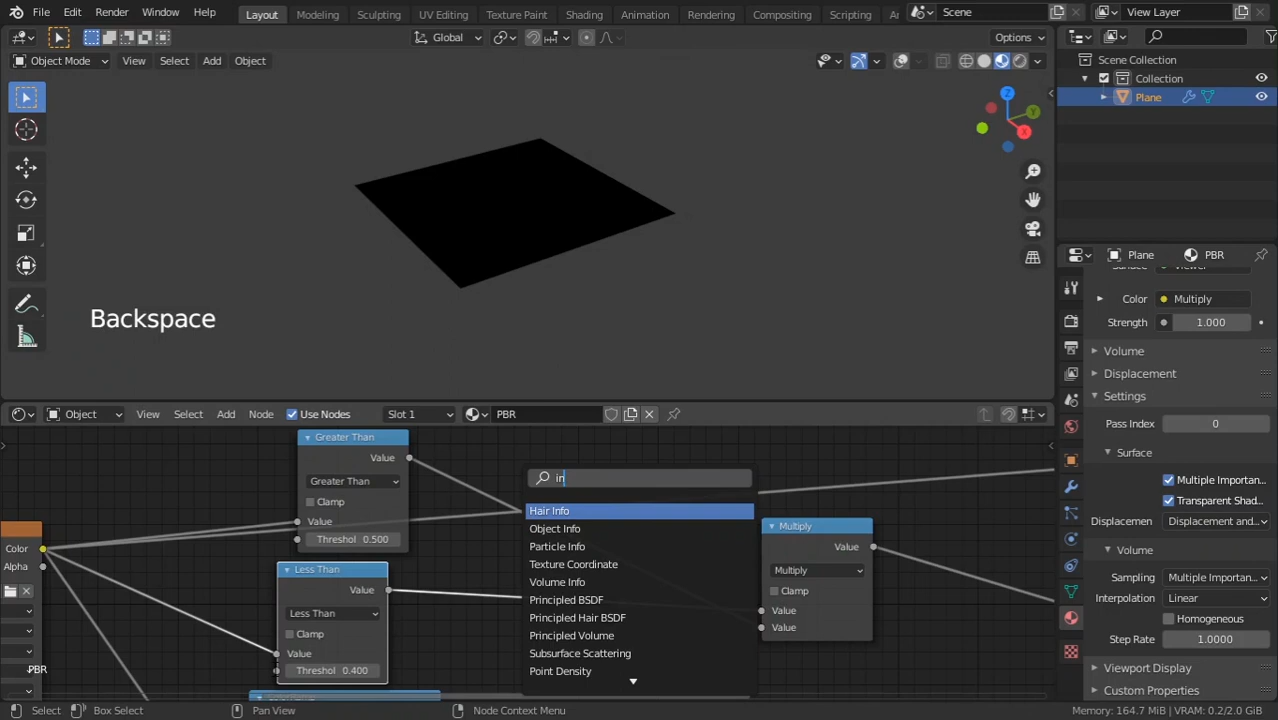 File Edit Render Window Help Layout Modeling Sculpting UV Editing Texture Paint Shading Animation Rendering Compositing Scripting Scene View Layer
Global Options
Object Mode View Select Add Object
Scene Collection
Collection
Plane
Z
Y
X
Backspace
Plane PBR
Viewer
Color Multiply
Strength 1.000
Volume
Displacement
Settings
Pass Index 0
Surface
Multiple Importan..
Transparent Shad..
Displacemen Displacement and..
Volume
Sampling Multiple Importan..
Interpolation Linear
Homogeneous
Step Rate 1.0000
Viewport Display
Custom Properties
Object View Select Add Node Use Nodes Slot 1 PBR
Greater Than
Value
Greater Than
Clamp
Value
Threshol 0.500
Color
Alpha
Less Than
Value
Less Than
Clamp
Value
Threshol 0.400
PBR
in
Hair Info
Object Info
Particle Info
Texture Coordinate
Volume Info
Principled BSDF
Principled Hair BSDF
Principled Volume
Subsurface Scattering
Point Density
Multiply
Value
Multiply
Clamp
Value
Value
Select Box Select Pan View Node Context Menu Memory: 164.7 MiB | VRAM: 0.2/2.0 GiB